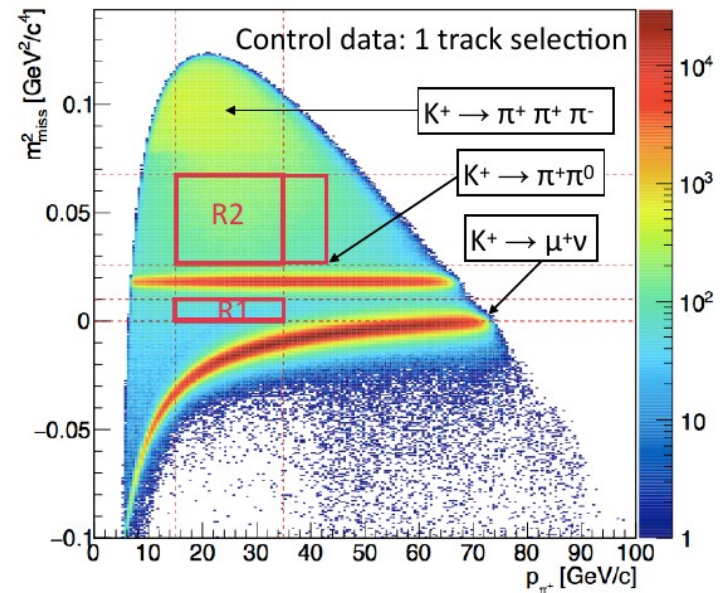 Control data: 1 track selection
m²miss [GeV²/c⁴]
0.1
0.05
0
−0.05
−0.1
K⁺ → π⁺ π⁺ π⁻
K⁺ → π⁺π⁰
K⁺ → μ⁺ν
R2
R1
0 10 20 30 40 50 60 70 80 90 100
p_π⁺ [GeV/c]
10⁴
10³
10²
10
1